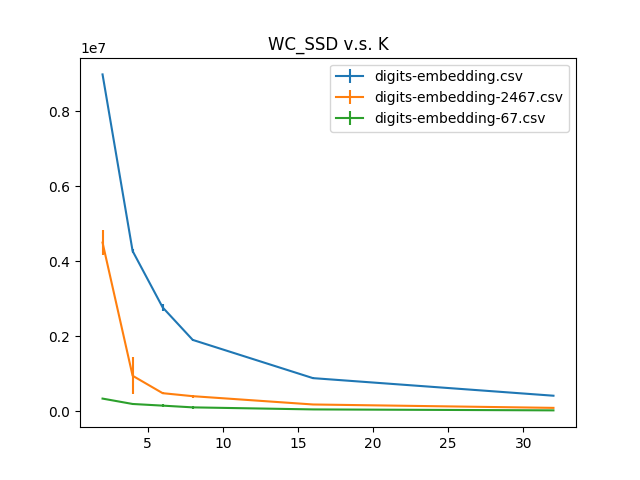 WC_SSD v.s. K
1e7
digits-embedding.csv
digits-embedding-2467.csv
digits-embedding-67.csv
0.8
0.6
0.4
0.2
0.0
5 10 15 20 25 30